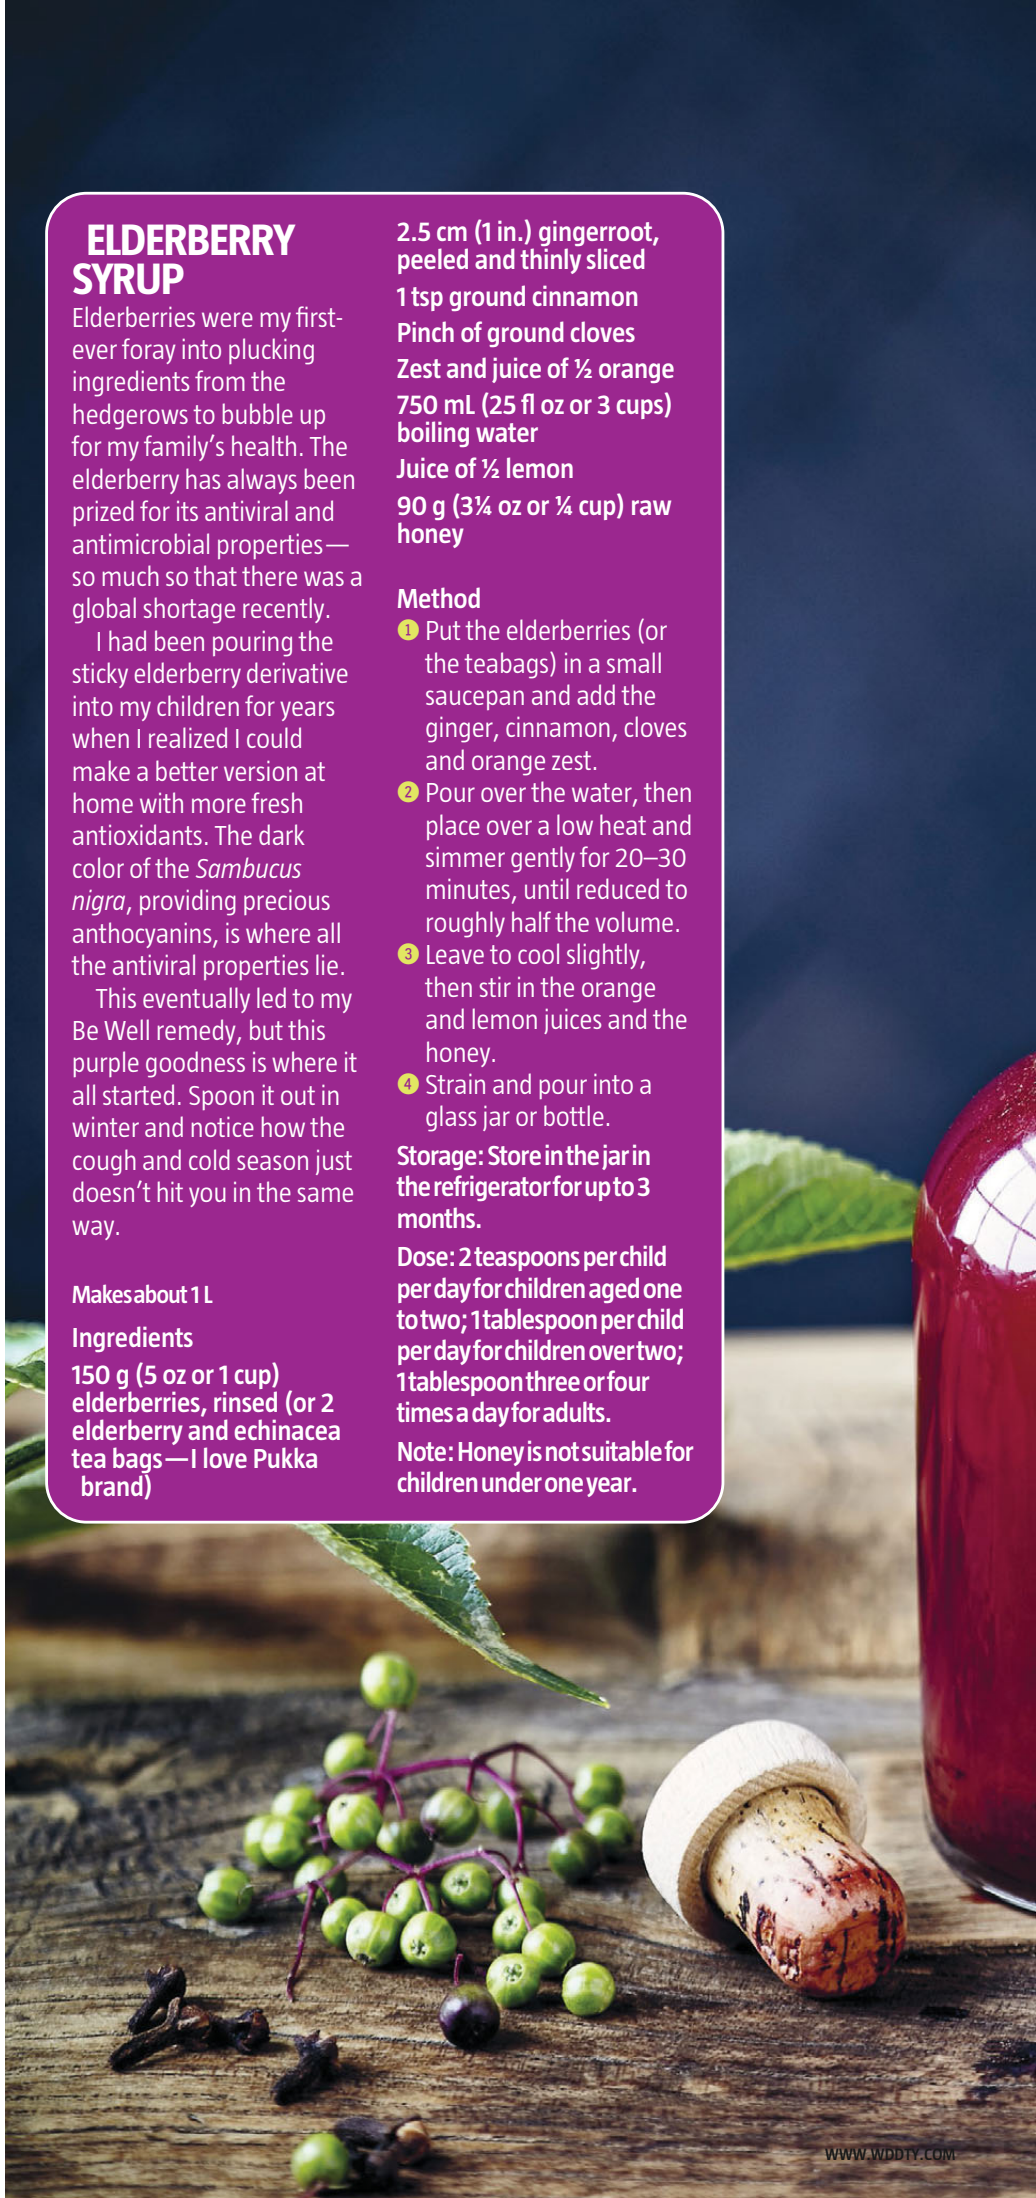 ELDERBERRY
SYRUP
Elderberries were my first-
ever foray into plucking
ingredients from the
hedgerows to bubble up
for my family’s health. The
elderberry has always been
prized for its antiviral and
antimicrobial properties—
so much so that there was a
global shortage recently.
I had been pouring the
sticky elderberry derivative
into my children for years
when I realized I could
make a better version at
home with more fresh
antioxidants. The dark
color of the Sambucus
nigra, providing precious
anthocyanins, is where all
the antiviral properties lie.
This eventually led to my
Be Well remedy, but this
purple goodness is where it
all started. Spoon it out in
winter and notice how the
cough and cold season just
doesn’t hit you in the same
way.
Makes about 1 L
Ingredients
150 g (5 oz or 1 cup)
elderberries, rinsed (or 2
elderberry and echinacea
tea bags—I love Pukka
brand)
2.5 cm (1 in.) gingerroot,
peeled and thinly sliced
1 tsp ground cinnamon
Pinch of ground cloves
Zest and juice of ½ orange
750 mL (25 fl oz or 3 cups)
boiling water
Juice of ½ lemon
90 g (3¼ oz or ¼ cup) raw
honey
Method
1 Put the elderberries (or
the teabags) in a small
saucepan and add the
ginger, cinnamon, cloves
and orange zest.
2 Pour over the water, then
place over a low heat and
simmer gently for 20–30
minutes, until reduced to
roughly half the volume.
3 Leave to cool slightly,
then stir in the orange
and lemon juices and the
honey.
4 Strain and pour into a
glass jar or bottle.
Storage: Store in the jar in
the refrigerator for up to 3
months.
Dose: 2 teaspoons per child
per day for children aged one
to two; 1 tablespoon per child
per day for children over two;
1 tablespoon three or four
times a day for adults.
Note: Honey is not suitable for
children under one year.
WWW.WDDTY.COM